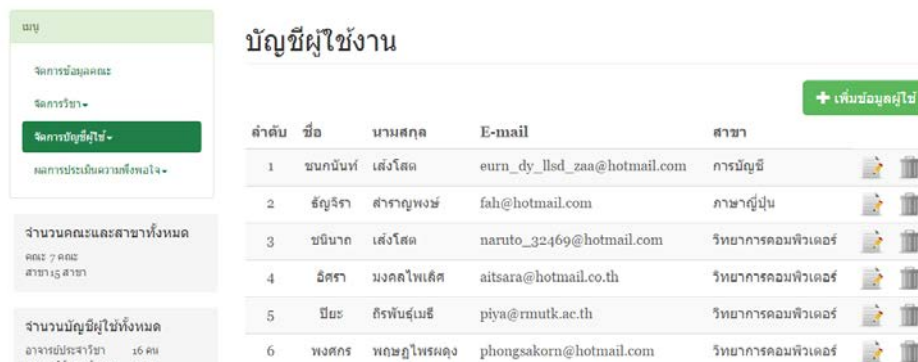 เมนู
จัดการข้อมูลคณะ
จัดการวิชา
จัดการบัญชีผู้ใช้
ผลการประเมินความพึงพอใจ
จำนวนคณะและสาขาทั้งหมด
คณะ 7 คณะ
สาขา 15 สาขา
จำนวนบัญชีผู้ใช้ทั้งหมด
อาจารย์ประจำวิชา 16 คน
บัญชีผู้ใช้งาน
เพิ่มข้อมูลผู้ใช้
ลำดับ ชื่อ นามสกุล E-mail สาขา
1 ชนกนันท์ เส่งโสด eurn_dy_llsd_zaa@hotmail.com การบัญชี
2 ธัญจิรา สำราญพงษ์ fah@hotmail.com ภาษาญี่ปุ่น
3 ชนินาถ เส่งโสด naruto_32469@hotmail.com วิทยาการคอมพิวเตอร์
4 อิศรา มงคลไพเลิศ aitsara@hotmail.co.th วิทยาการคอมพิวเตอร์
5 ปิยะ ถิรพันธุ์เมธี piya@rmutk.ac.th วิทยาการคอมพิวเตอร์
6 พงศกร พฤษฎไพรผดุง phongsakorn@hotmail.com วิทยาการคอมพิวเตอร์